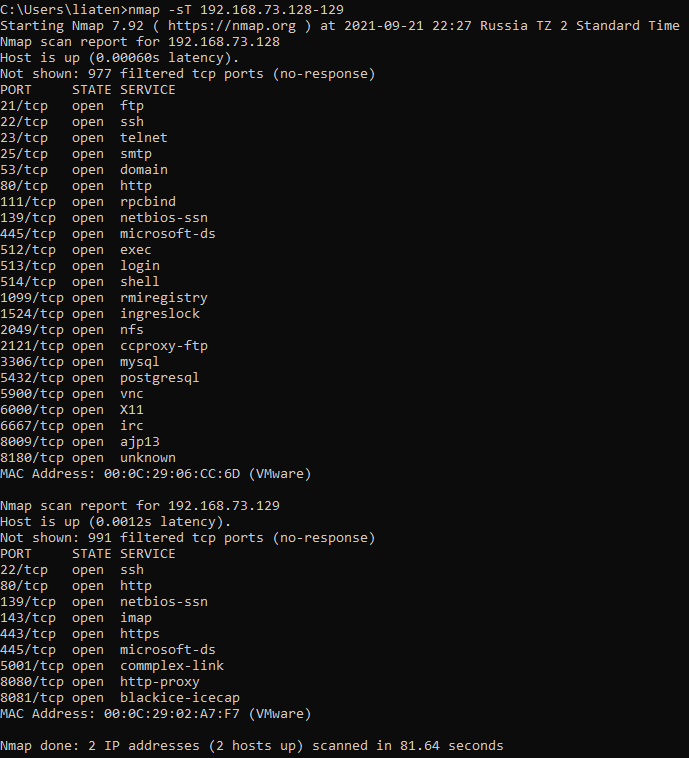 C:\Users\liaten>nmap -sT 192.168.73.128-129
Starting Nmap 7.92 ( https://nmap.org ) at 2021-09-21 22:27 Russia TZ 2 Standard Time
Nmap scan report for 192.168.73.128
Host is up (0.00060s latency).
Not shown: 977 filtered tcp ports (no-response)
PORT     STATE SERVICE
21/tcp   open  ftp
22/tcp   open  ssh
23/tcp   open  telnet
25/tcp   open  smtp
53/tcp   open  domain
80/tcp   open  http
111/tcp  open  rpcbind
139/tcp  open  netbios-ssn
445/tcp  open  microsoft-ds
512/tcp  open  exec
513/tcp  open  login
514/tcp  open  shell
1099/tcp open  rmiregistry
1524/tcp open  ingreslock
2049/tcp open  nfs
2121/tcp open  ccproxy-ftp
3306/tcp open  mysql
5432/tcp open  postgresql
5900/tcp open  vnc
6000/tcp open  X11
6667/tcp open  irc
8009/tcp open  ajp13
8180/tcp open  unknown
MAC Address: 00:0C:29:06:CC:6D (VMware)

Nmap scan report for 192.168.73.129
Host is up (0.0012s latency).
Not shown: 991 filtered tcp ports (no-response)
PORT     STATE SERVICE
22/tcp   open  ssh
80/tcp   open  http
139/tcp  open  netbios-ssn
143/tcp  open  imap
443/tcp  open  https
445/tcp  open  microsoft-ds
5001/tcp open  commplex-link
8080/tcp open  http-proxy
8081/tcp open  blackice-icecap
MAC Address: 00:0C:29:02:A7:F7 (VMware)

Nmap done: 2 IP addresses (2 hosts up) scanned in 81.64 seconds